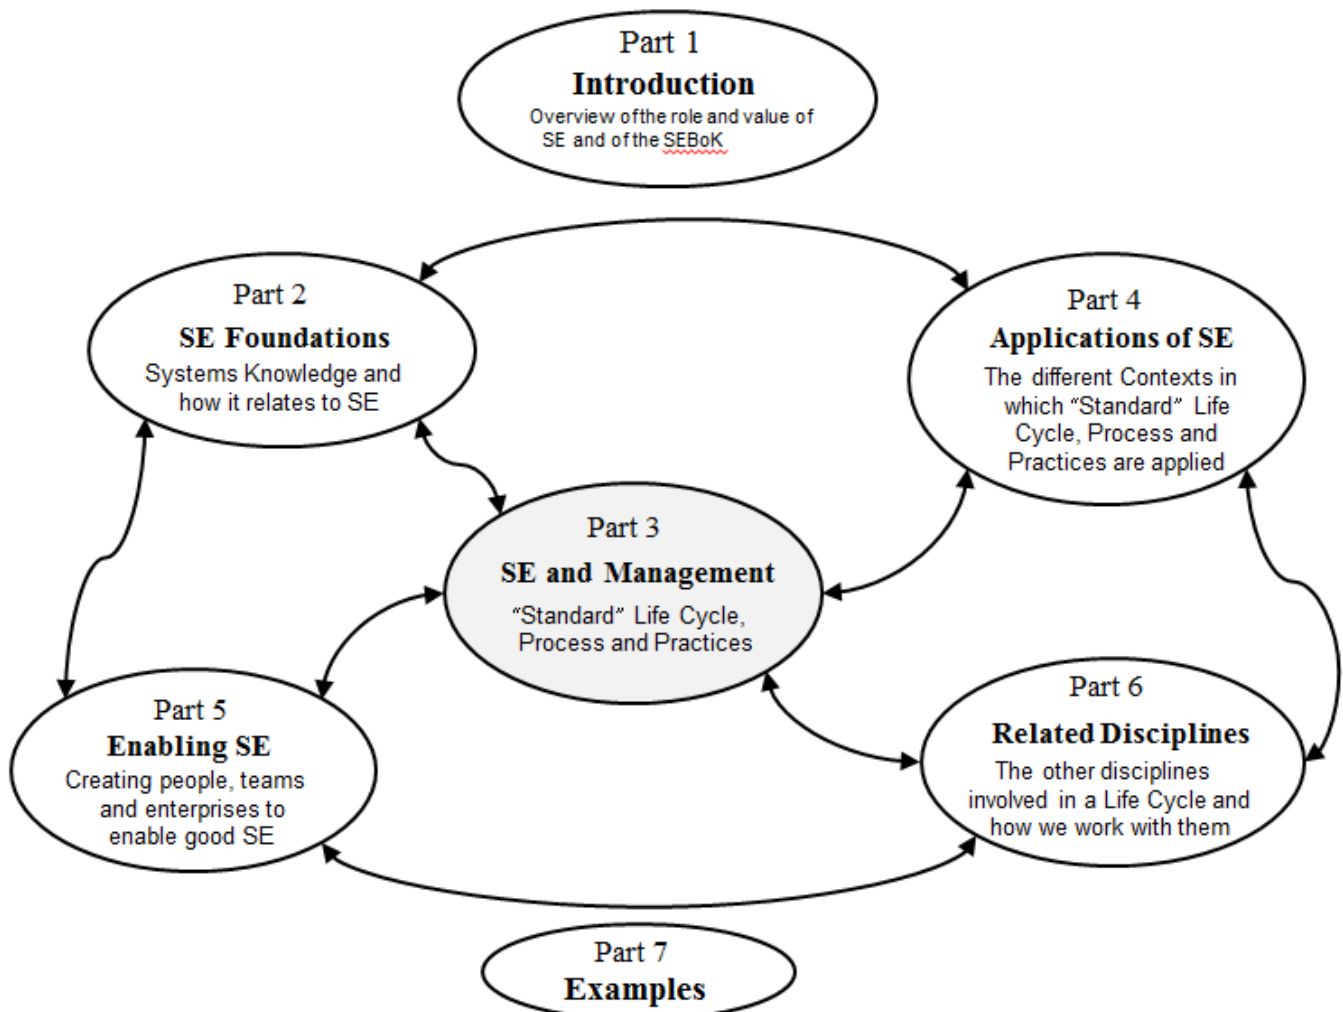 Part 1
Introduction
Overview of the role and value of
SE and of the SEBoK
Part 2
SE Foundations
Systems Knowledge and
how it relates to SE
Part 4
Applications of SE
The different Contexts in
which “Standard” Life
Cycle, Process and
Practices are applied
Part 3
SE and Management
“Standard” Life Cycle,
Process and Practices
Part 5
Enabling SE
Creating people, teams
and enterprises to
enable good SE
Part 6
Related Disciplines
The other disciplines
involved in a Life Cycle and
how we work with them
Part 7
Examples